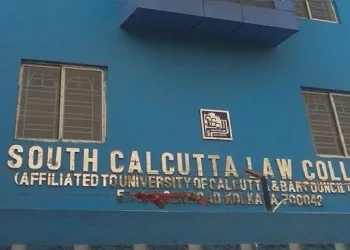 SOUTH CALCUTTA LAW COLL
(AFFILIATED TO UNIVERSITY OF CALCUTTA & BAR COUNCIL
KOLKATA 700042